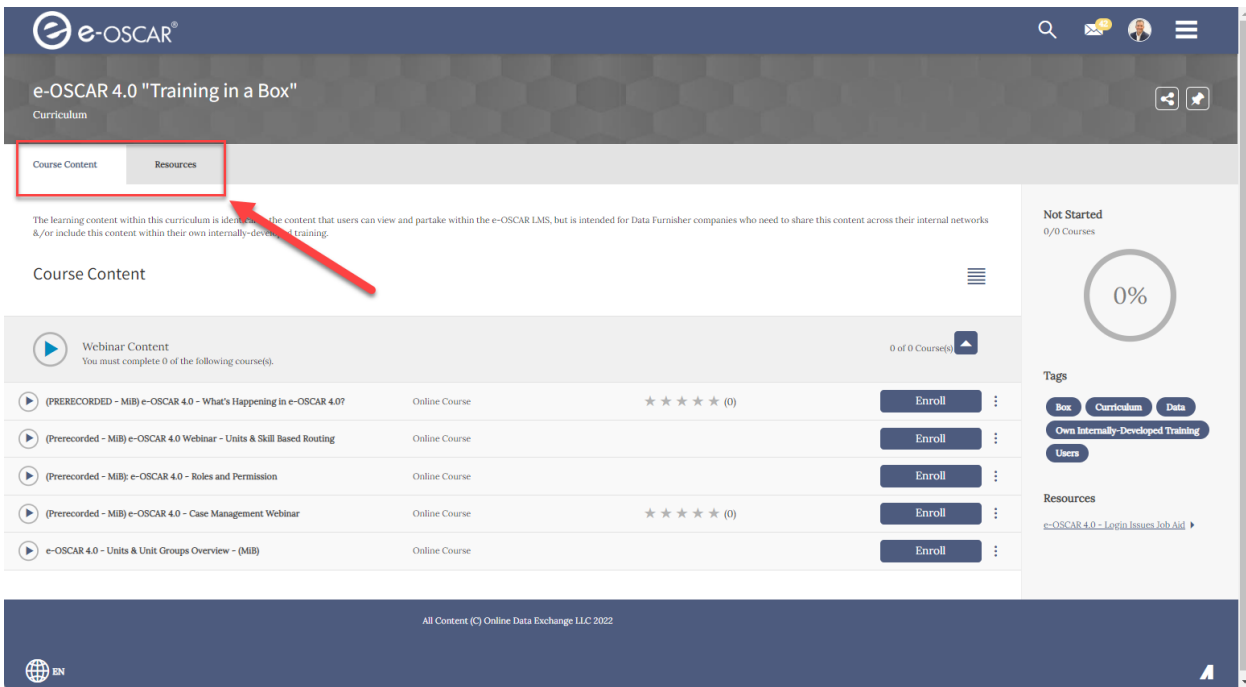 e-OSCAR®
e-OSCAR 4.0 "Training in a Box"
Curriculum
Course Content
Resources
The learning content within this curriculum is the content that users can view and partake within the e-OSCAR LMS, but is intended for Data Furnisher companies who need to share this content across their internal networks
&/or include this content within their own internally-developed training.
Course Content
Webinar Content
You must complete 0 of the following course(s).
0 of 0 Course(s)
(PRERECORDED - MiB) e-OSCAR 4.0 - What's Happening in e-OSCAR 4.0?
Online Course
(0)
Enroll
(Prerecorded - MiB) e-OSCAR 4.0 Webinar - Units & Skill Based Routing
Online Course
Enroll
(Prerecorded - MiB): e-OSCAR 4.0 - Roles and Permission
Online Course
Enroll
(Prerecorded - MiB) e-OSCAR 4.0 - Case Management Webinar
Online Course
(0)
Enroll
e-OSCAR 4.0 - Units & Unit Groups Overview - (MiB)
Online Course
Enroll
Not Started
0/0 Courses
0%
Tags
Box
Curriculum
Data
Own Internally-Developed Training
Users
Resources
e-OSCAR 4.0 - Login Issues Job Aid
All Content (C) Online Data Exchange LLC 2022
EN